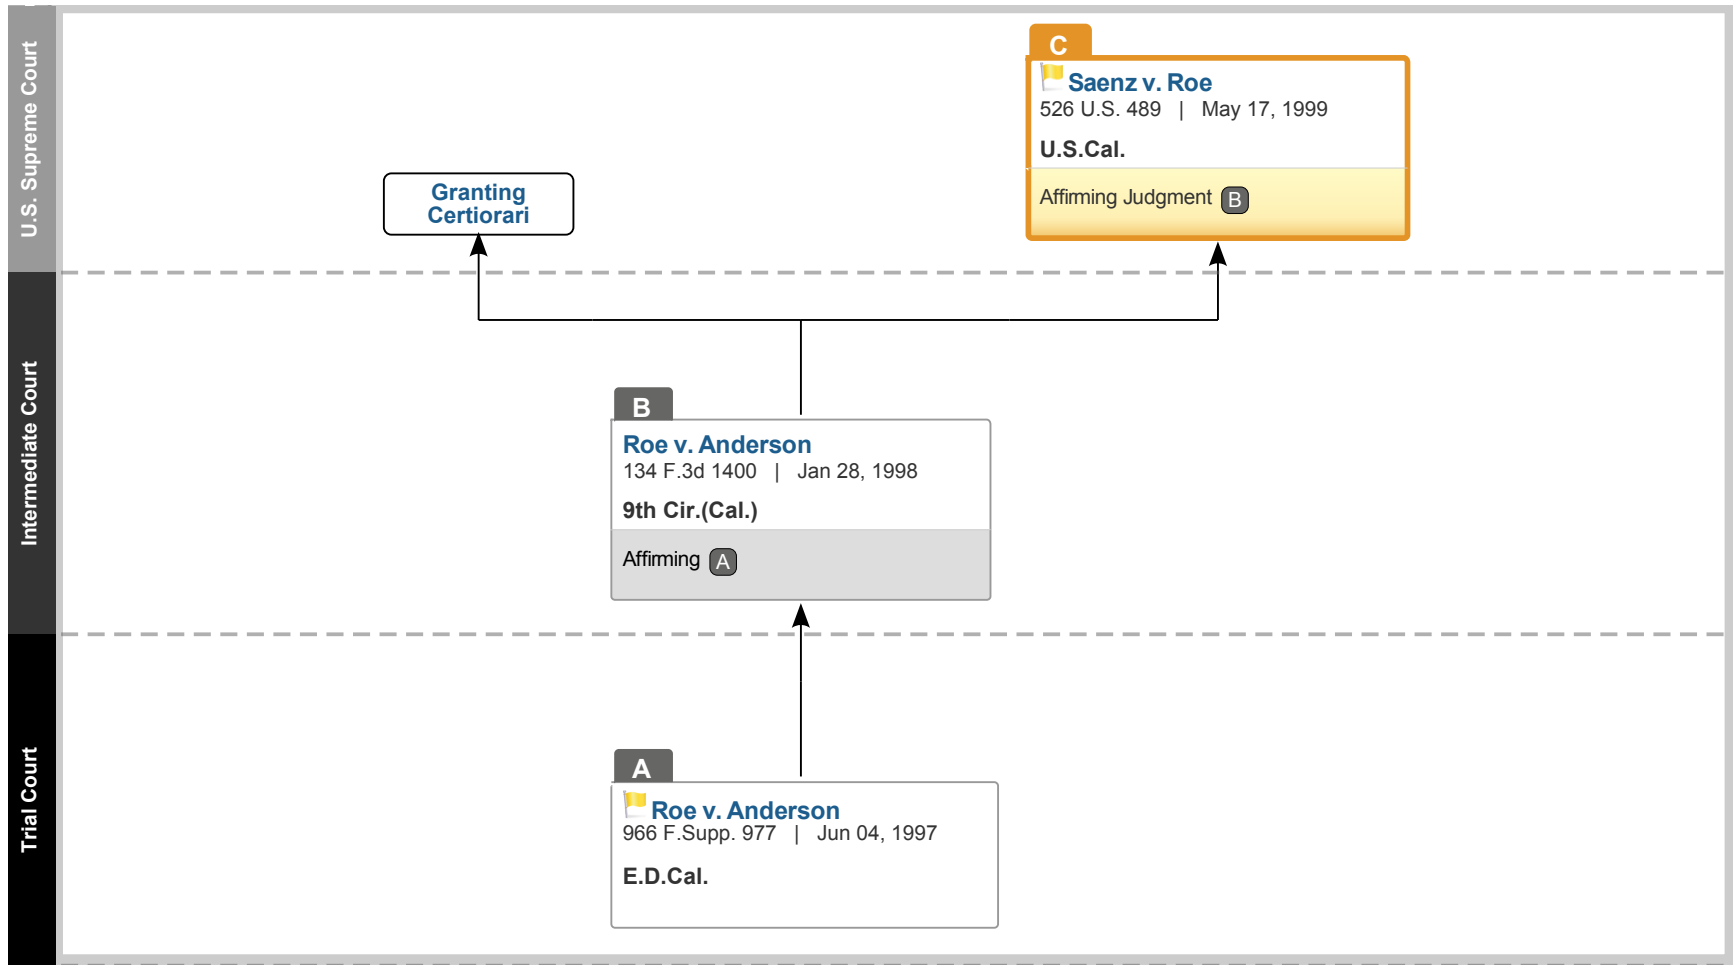 U.S. Supreme Court
C
Saenz v. Roe
526 U.S. 489 | May 17, 1999
U.S.Cal.
Affirming Judgment B
Granting
Certiorari
Intermediate Court
B
Roe v. Anderson
134 F.3d 1400 | Jan 28, 1998
9th Cir.(Cal.)
Affirming A
Trial Court
A
Roe v. Anderson
966 F.Supp. 977 | Jun 04, 1997
E.D.Cal.